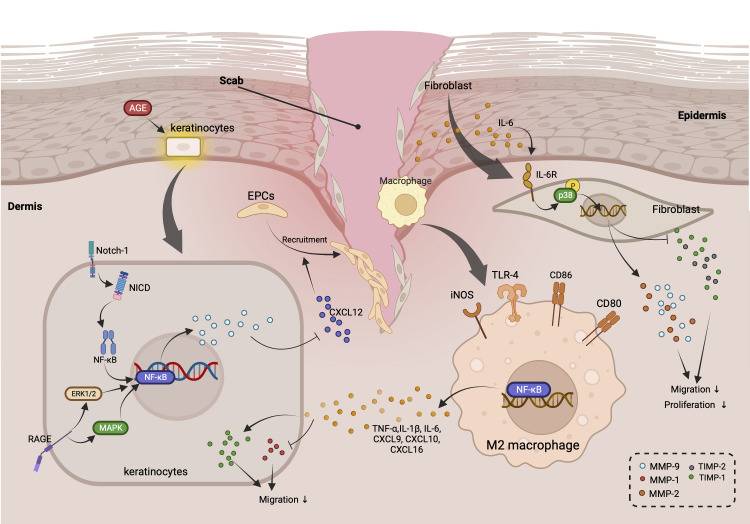 Scab
Fibroblast
AGE
keratinocytes
IL-6
Epidermis
IL-6R
P
p38
Fibroblast
Macrophage
Dermis
EPCs
Recruitment
Notch-1
NICD
CXCL12
NF-κB
NF-κB
ERK1/2
MAPK
RAGE
keratinocytes
Migration ↓
TNF-α,IL-1β, IL-6,
CXCL9, CXCL10,
CXCL16
iNOS
TLR-4
CD86
CD80
NF-κB
M2 macrophage
Migration ↓
Proliferation ↓
MMP-9
MMP-1
MMP-2
TIMP-2
TIMP-1